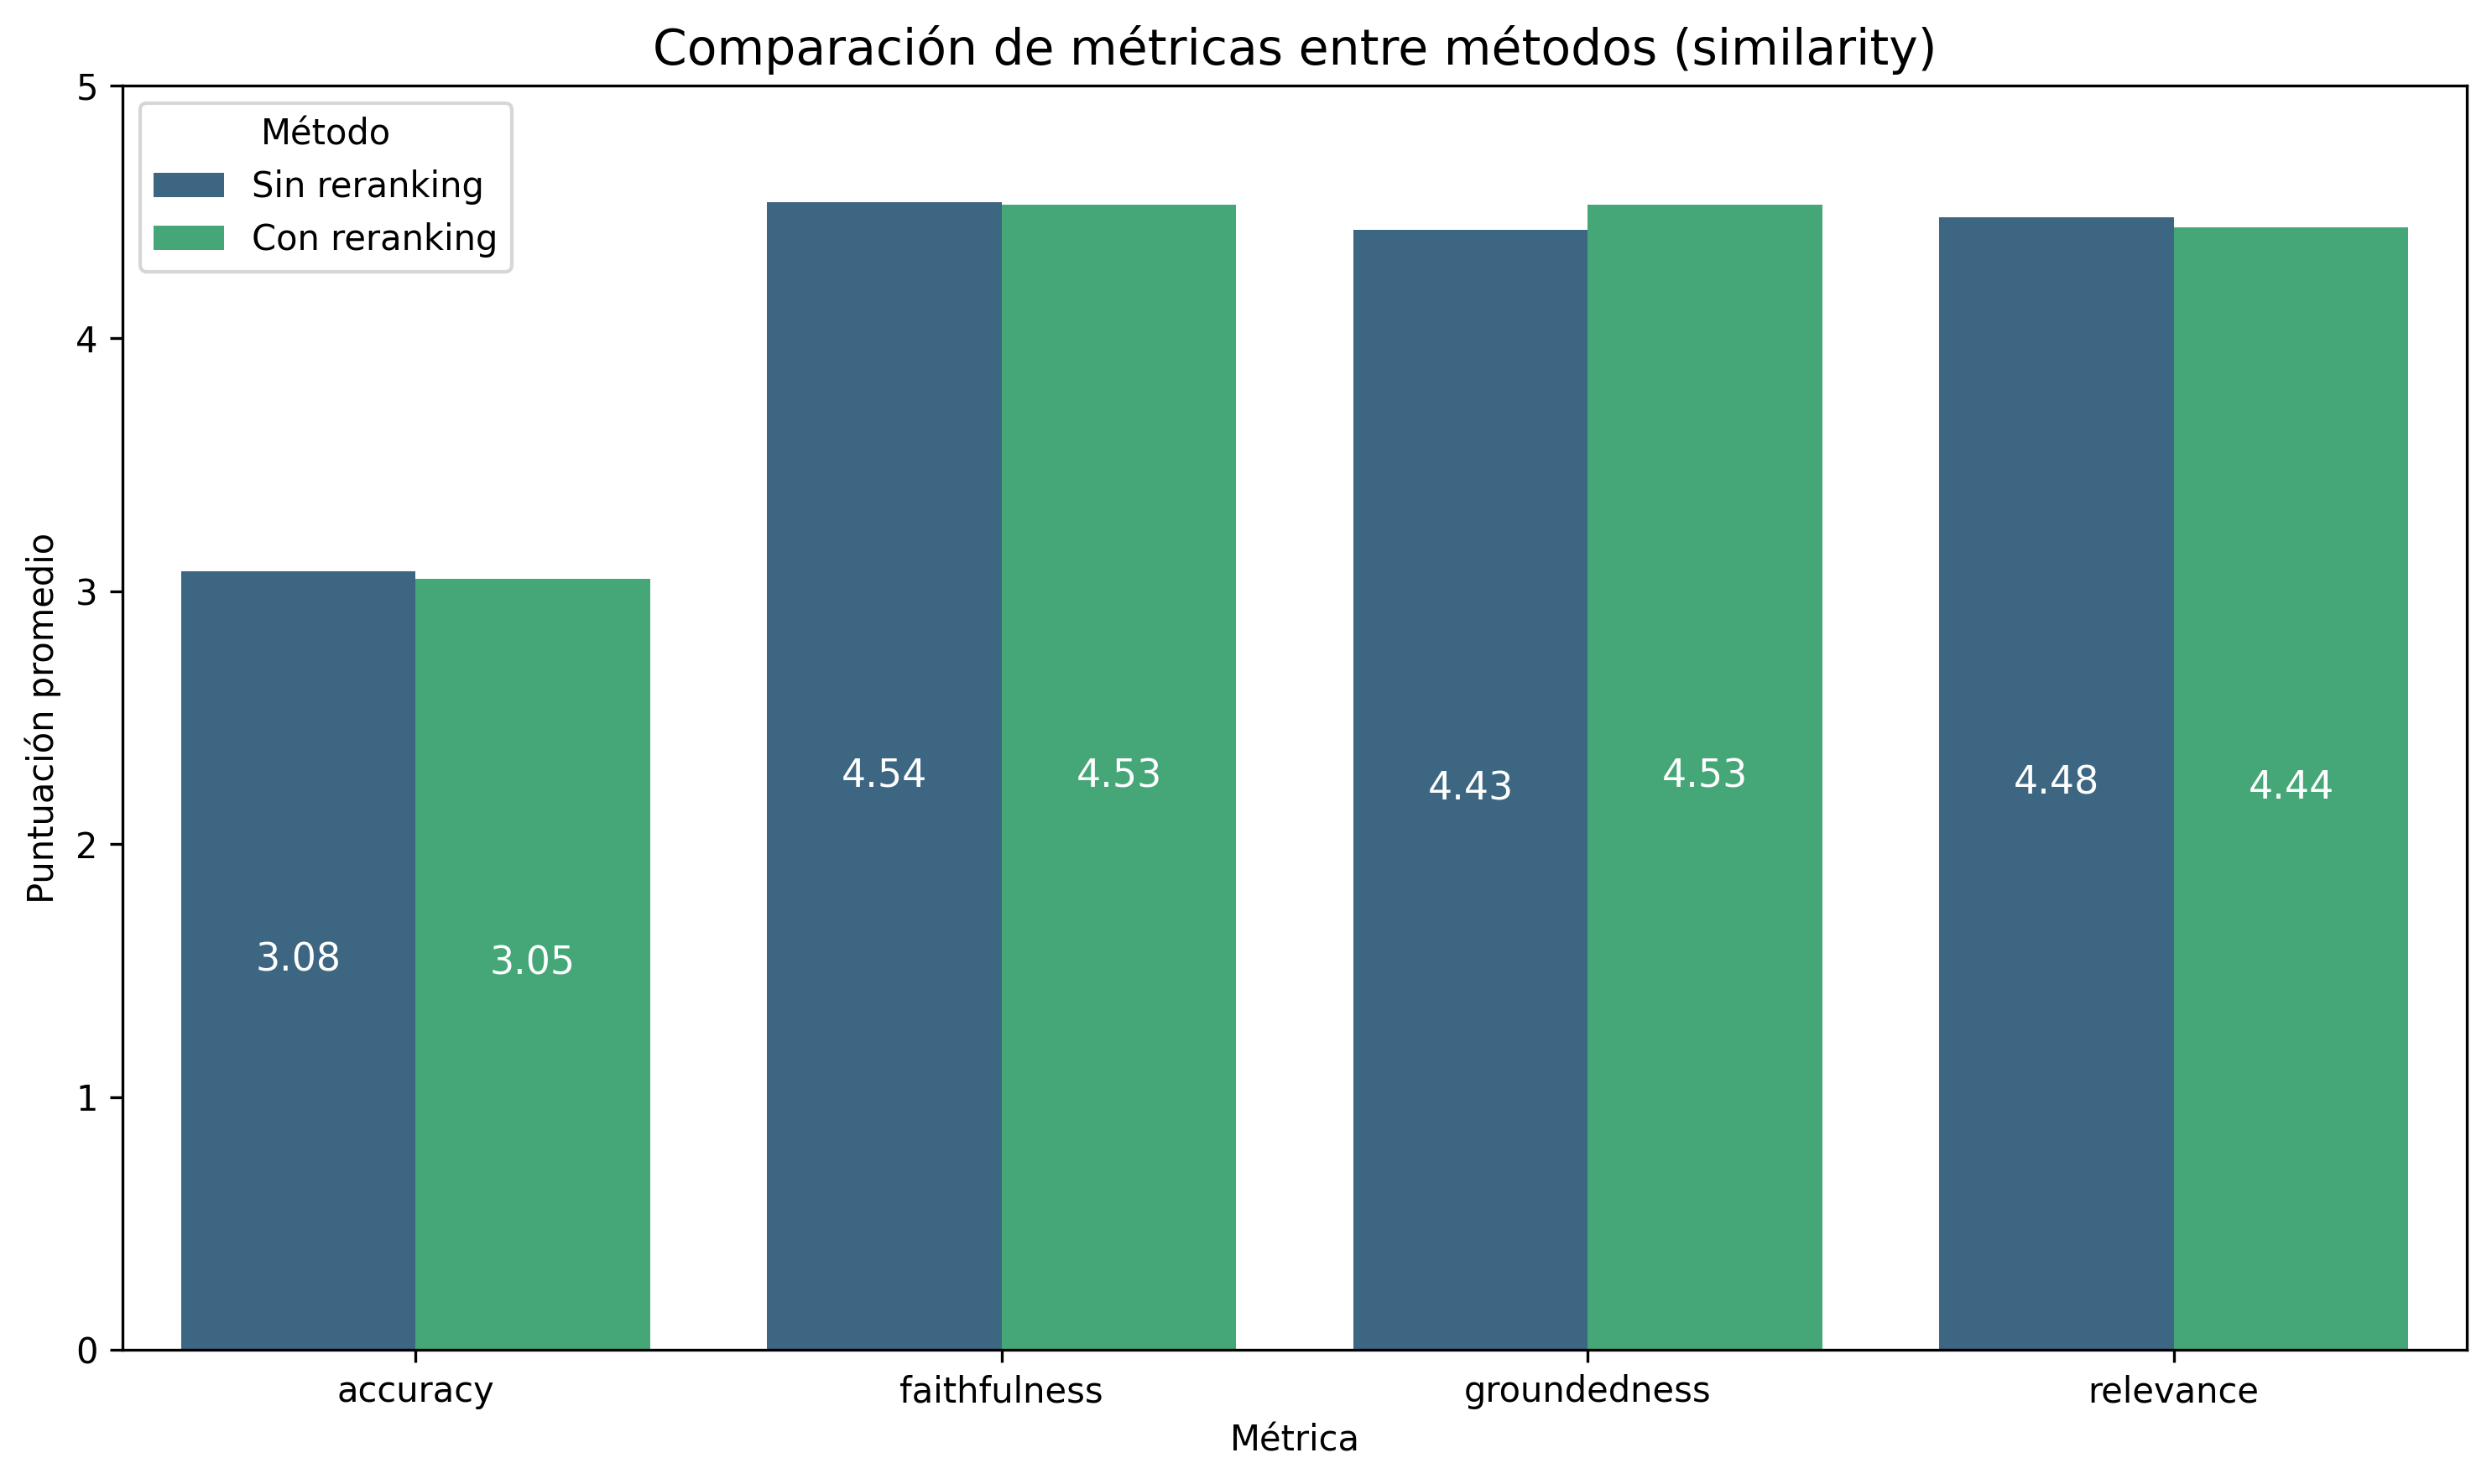 Comparación de métricas entre métodos (similarity)
Método
Sin reranking
Con reranking
Puntuación promedio
5
4
3
2
1
0
3.08
3.05
4.54
4.53
4.43
4.53
4.48
4.44
accuracy
faithfulness
groundedness
relevance
Métrica